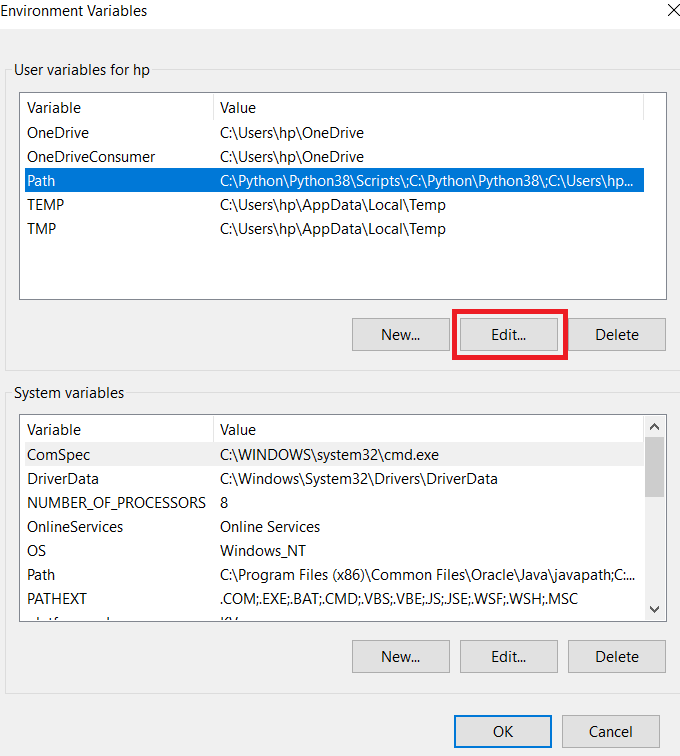 Environment Variables
User variables for hp
Variable Value
OneDrive C:\Users\hp\OneDrive
OneDriveConsumer C:\Users\hp\OneDrive
Path C:\Python\Python38\Scripts\;C:\Python\Python38\;C:\Users\hp...
TEMP C:\Users\hp\AppData\Local\Temp
TMP C:\Users\hp\AppData\Local\Temp
New... Edit... Delete
System variables
Variable Value
ComSpec C:\WINDOWS\system32\cmd.exe
DriverData C:\Windows\System32\Drivers\DriverData
NUMBER_OF_PROCESSORS 8
OnlineServices Online Services
OS Windows_NT
Path C:\Program Files (x86)\Common Files\Oracle\Java\javapath;C:...
PATHEXT .COM;.EXE;.BAT;.CMD;.VBS;.VBE;.JS;.JSE;.WSF;.WSH;.MSC
New... Edit... Delete
OK Cancel